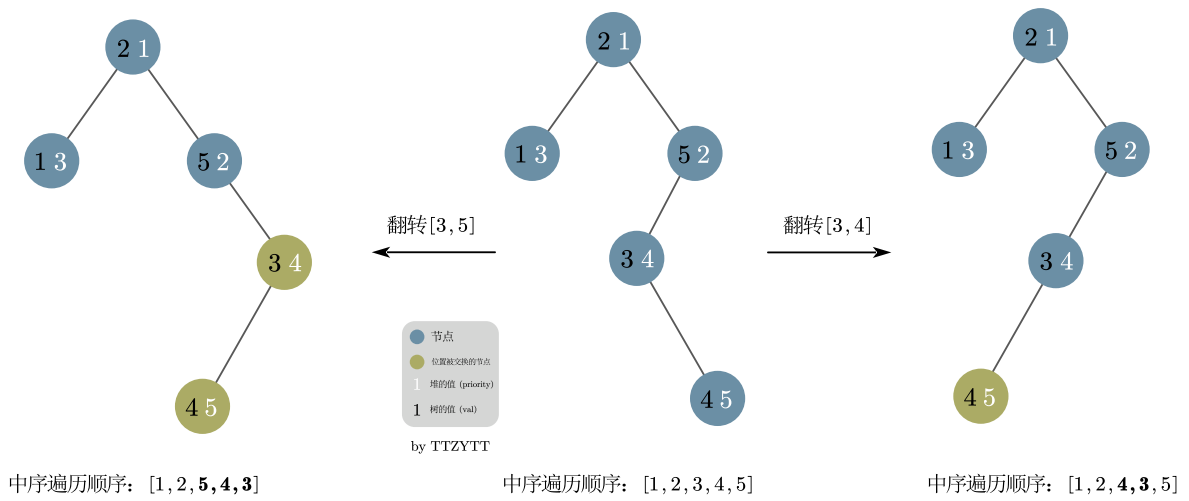 2 1
2 1
2 1
1 3
5 2
1 3
5 2
1 3
5 2
翻转[3,5]
翻转[3,4]
3 4
3 4
3 4
4 5
4 5
4 5
节点
位置被交换的节点
1 堆的值 (priority)
1 树的值 (val)
by TTZYTT
中序遍历顺序：[1,2,5,4,3]
中序遍历顺序：[1,2,3,4,5]
中序遍历顺序：[1,2,4,3,5]